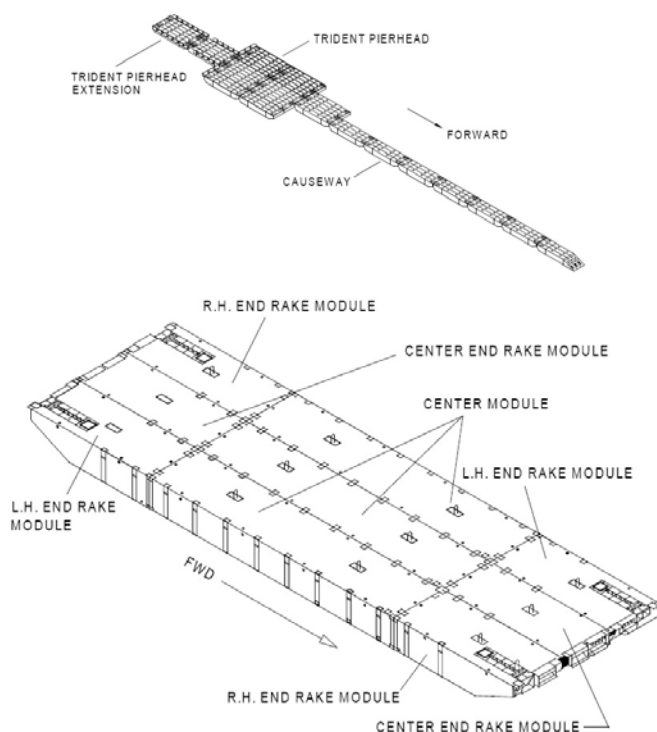 TRIDENT PIERHEAD
TRIDENT PIERHEAD
EXTENSION
FORWARD
CAUSEWAY
R.H. END RAKE MODULE
CENTER END RAKE MODULE
CENTER MODULE
L.H. END RAKE MODULE
L.H. END RAKE
MODULE
FWD
R.H. END RAKE MODULE
CENTER END RAKE MODULE